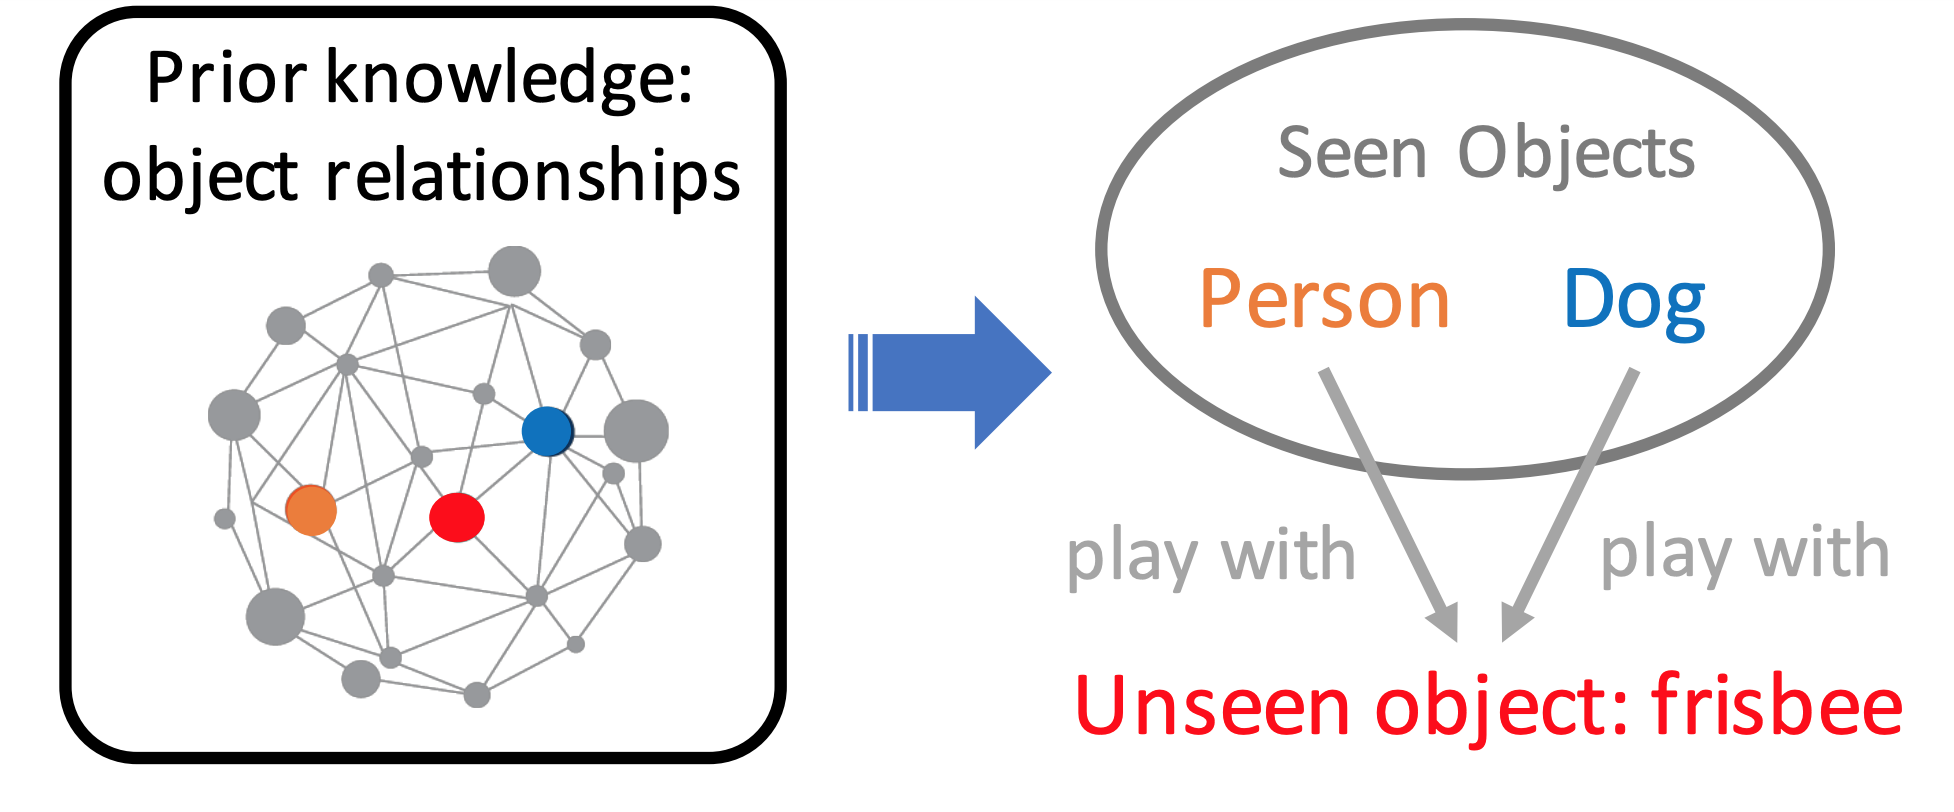 Prior knowledge:
object relationships
Seen Objects
Person Dog
play with play with
Unseen object: frisbee